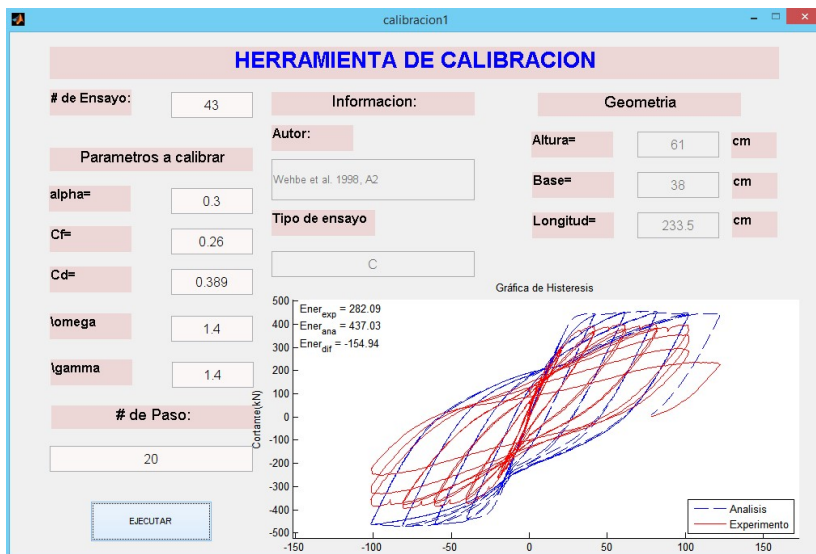 calibracion1
HERRAMIENTA DE CALIBRACION
# de Ensayo:
43
Parametros a calibrar
alpha=
0.3
Cf=
0.26
Cd=
0.389
\omega
1.4
\gamma
1.4
# de Paso:
20
EJECUTAR
Informacion:
Autor:
Wehbe et al. 1998, A2
Tipo de ensayo
C
Geometria
Altura=
61
cm
Base=
38
cm
Longitud=
233.5
cm
Gráfica de Histeresis
Ener_exp = 282.09
Ener_ana = 437.03
Ener_dif = -154.94
Cortante(kN)
500
400
300
200
100
0
-100
-200
-300
-400
-500
-150
-100
-50
0
50
100
150
Analisis
Experimento